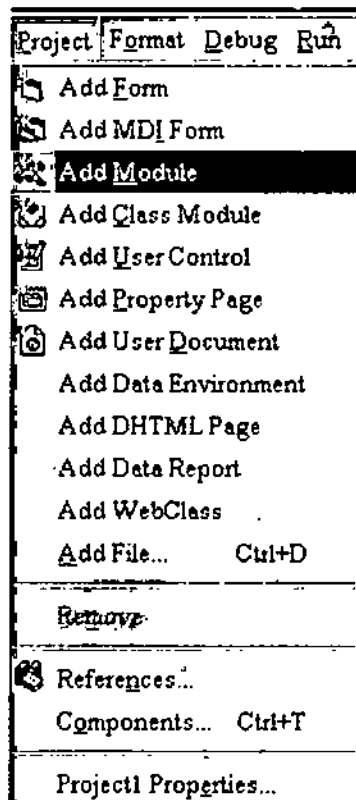 Project Format Debug Run
Add Form
Add MDI Form
Add Module
Add Class Module
Add User Control
Add Property Page
Add User Document
Add Data Environment
Add DHTML Page
Add Data Report
Add WebClass
Add File... Ctrl+D
Remove
References...
Components... Ctrl+T
Project1 Properties...